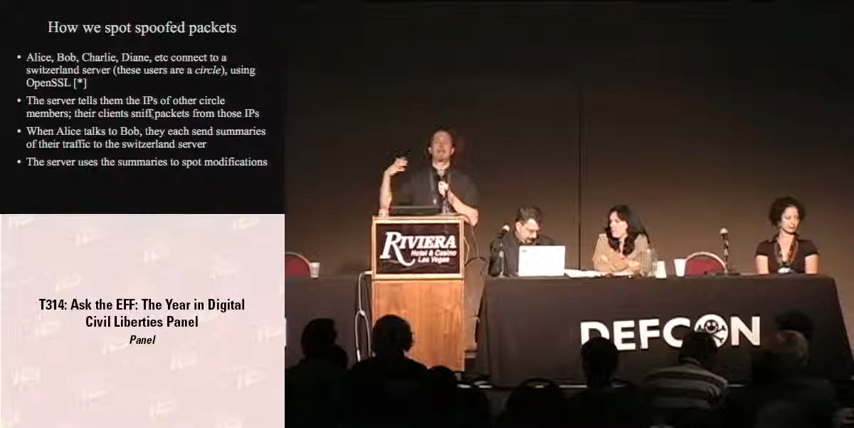 How we spot spoofed packets
• Alice, Bob, Charlie, Diane, etc connect to a
switzerland server (these users are a circle), using
OpenSSL [*]
• The server tells them the IPs of other circle
members; their clients sniff packets from those IPs
• When Alice talks to Bob, they each send summaries
of their traffic to the switzerland server
• The server uses the summaries to spot modifications
T314: Ask the EFF: The Year in Digital
Civil Liberties Panel
Panel
RIVIERA
Hotel & Casino
Las Vegas
DEFCON